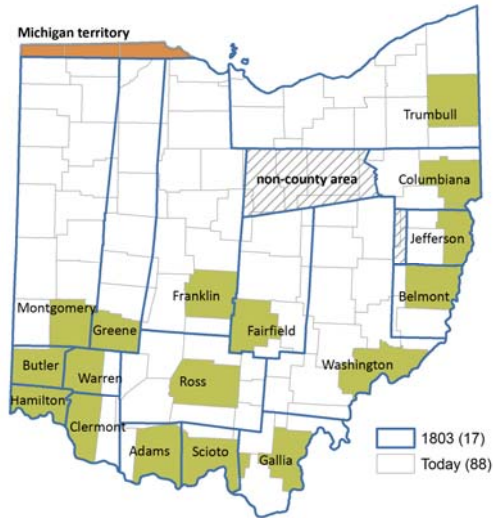 Michigan territory
Trumbull
non-county area
Columbiana
Jefferson
Belmont
Franklin
Montgomery
Greene
Fairfield
Washington
Butler
Warren
Ross
Hamilton
Clermont
Adams
Scioto
Gallia
1803 (17)
Today (88)